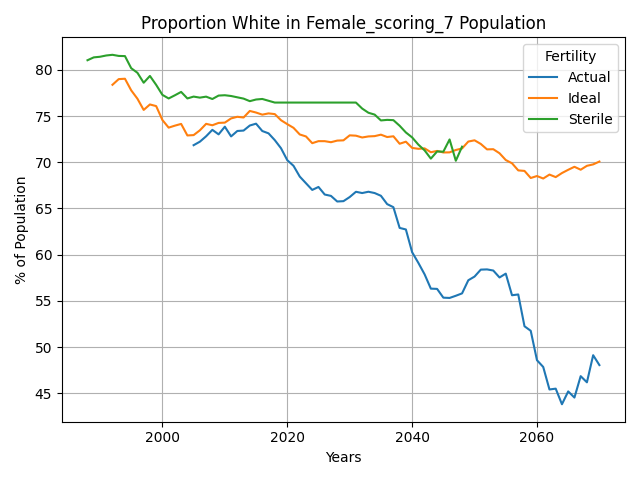 Proportion White in Female_scoring_7 Population
% of Population
80
75
70
65
60
55
50
45
2000
2020
2040
2060
Years
Fertility
Actual
Ideal
Sterile